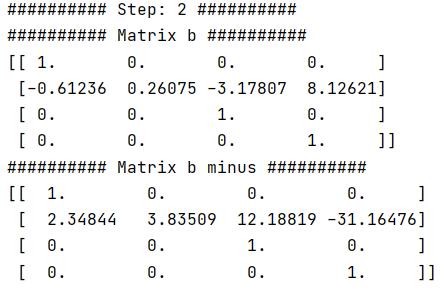 ########## Step: 2 ##########
########## Matrix b ##########
[[ 1.       0.       0.       0.     ]
 [-0.61236  0.26075 -3.17807  8.12621]
 [ 0.       0.       1.       0.     ]
 [ 0.       0.       0.       1.     ]]
########## Matrix b minus ##########
[[  1.        0.        0.        0.     ]
 [  2.34844   3.83509  12.18819 -31.16476]
 [  0.        0.        1.        0.     ]
 [  0.        0.        0.        1.     ]]